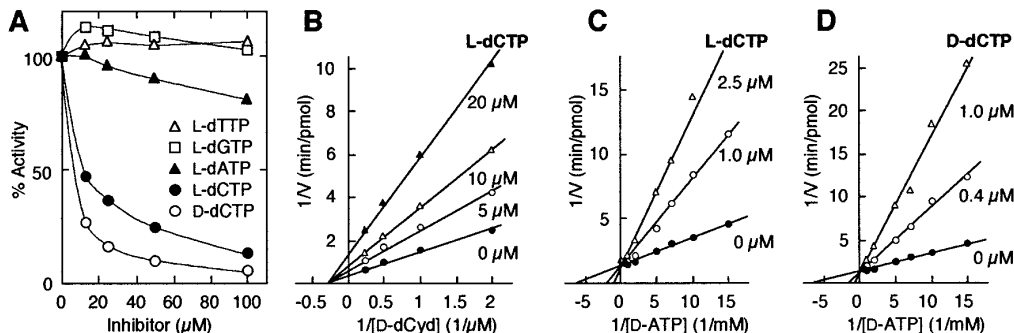 A
% Activity
100
50
0
L-dTTP
L-dGTP
L-dATP
L-dCTP
D-dCTP
0 20 40 60 80 100
Inhibitor (µM)
B
L-dCTP
1/V (min/pmol)
10
8
6
4
2
20 µM
10 µM
5 µM
0 µM
-0.5 0 0.5 1.0 1.5 2.0
1/[D-dCyd] (1/µM)
C
L-dCTP
1/V (min/pmol)
15
10
5
2.5 µM
1.0 µM
0 µM
-5 0 5 10 15
1/[D-ATP] (1/mM)
D
D-dCTP
1/V (min/pmol)
25
20
15
10
5
1.0 µM
0.4 µM
0 µM
-5 0 5 10 15
1/[D-ATP] (1/mM)